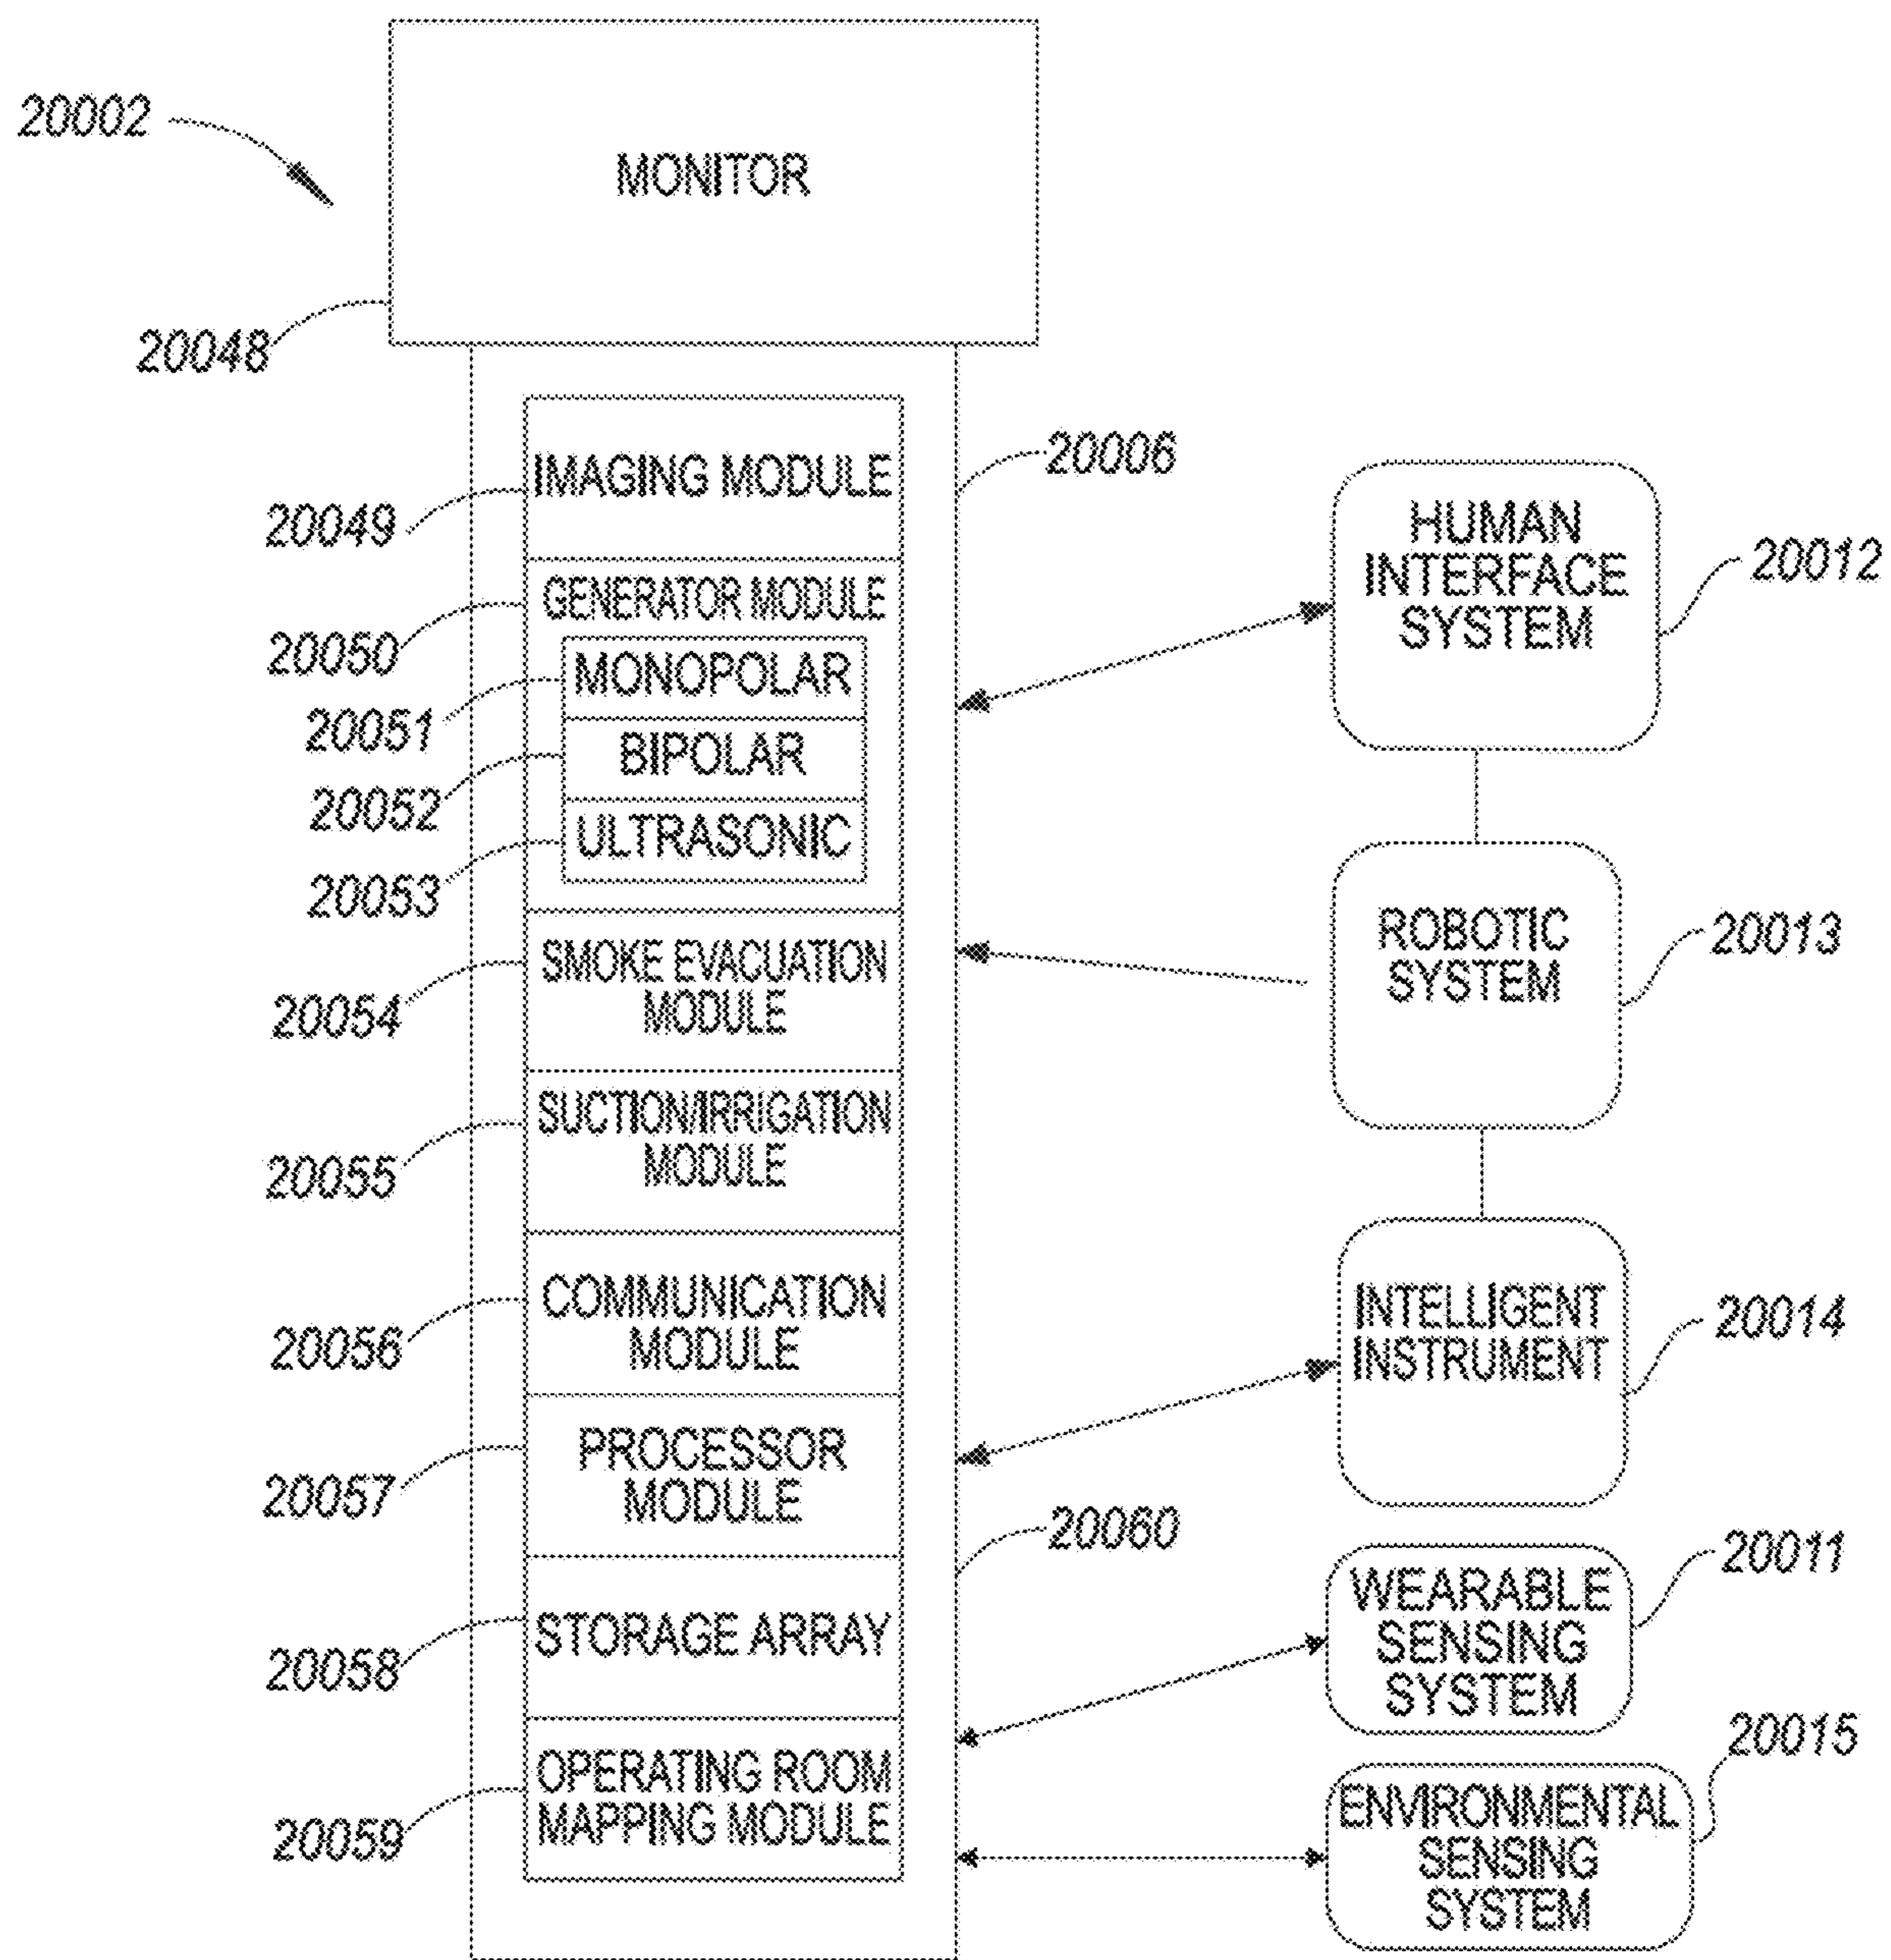 20002
MONITOR
20048
20006
IMAGING MODULE
20049
GENERATOR MODULE
20050
MONOPOLAR
20051
BIPOLAR
20052
ULTRASONIC
20053
SMOKE EVACUATION
MODULE
20054
SUCTION/IRRIGATION
MODULE
20055
COMMUNICATION
MODULE
20056
PROCESSOR
MODULE
20057
20060
STORAGE ARRAY
20058
OPERATING ROOM
MAPPING MODULE
20059
HUMAN
INTERFACE
SYSTEM
20012
ROBOTIC
SYSTEM
20013
INTELLIGENT
INSTRUMENT
20014
WEARABLE
SENSING
SYSTEM
20011
ENVIRONMENTAL
SENSING
SYSTEM
20015